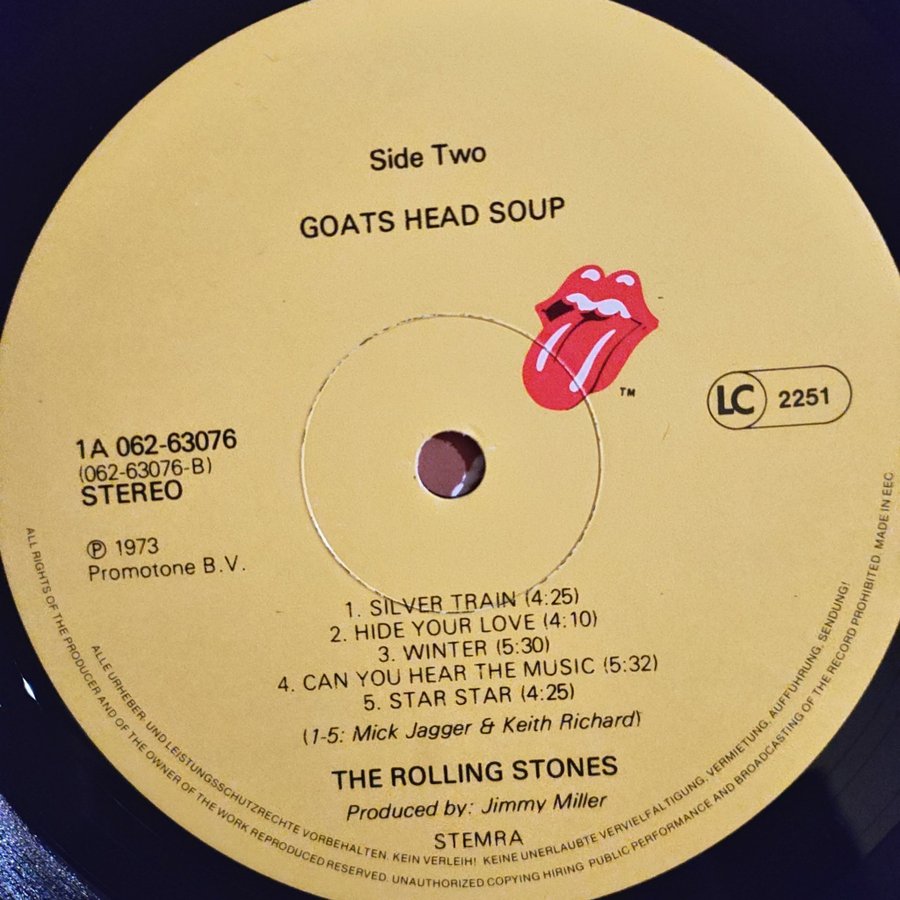 Side Two
GOATS HEAD SOUP
TM
LC 2251
1A 062-63076
(062-63076-B)
STEREO
Ⓟ 1973
Promotone B.V.
1. SILVER TRAIN (4:25)
2. HIDE YOUR LOVE (4:10)
3. WINTER (5:30)
4. CAN YOU HEAR THE MUSIC (5:32)
5. STAR STAR (4:25)
(1-5: Mick Jagger & Keith Richard)
THE ROLLING STONES
Produced by: Jimmy Miller
STEMRA
ALLE URHEBER, UND LEISTUNGSSCHUTZRECHTE VORBEHALTEN. KEIN VERLEIH! KEINE UNERLAUBTE VERVIELFALTIGUNG, VERMIETUNG, AUFFUHRUNG, SENDUNG!
ALL RIGHTS OF THE PRODUCER AND OF THE OWNER OF THE WORK REPRODUCED RESERVED. UNAUTHORIZED COPYING HIRING PUBLIC PERFORMANCE AND BROADCASTING OF THE RECORD PROHIBITED. MADE IN EEC